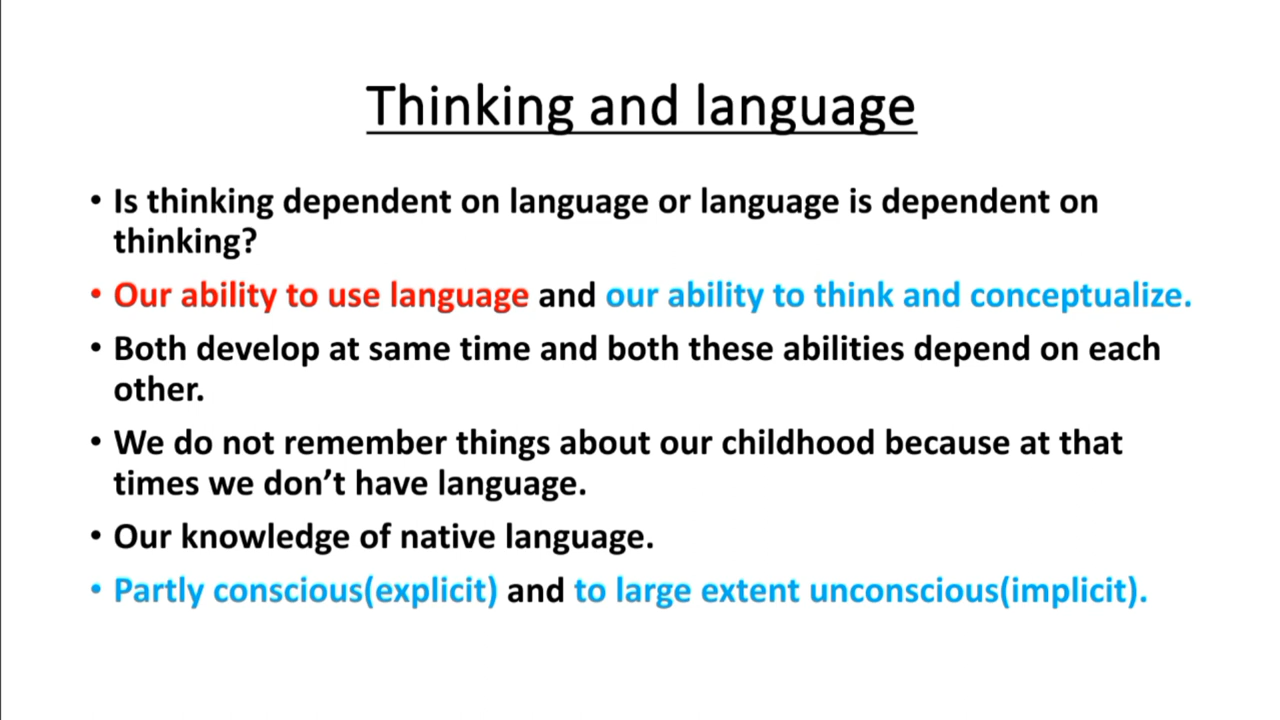 Thinking and language
• Is thinking dependent on language or language is dependent on
thinking?
• Our ability to use language and our ability to think and conceptualize.
• Both develop at same time and both these abilities depend on each
other.
• We do not remember things about our childhood because at that
times we don’t have language.
• Our knowledge of native language.
• Partly conscious(explicit) and to large extent unconscious(implicit).